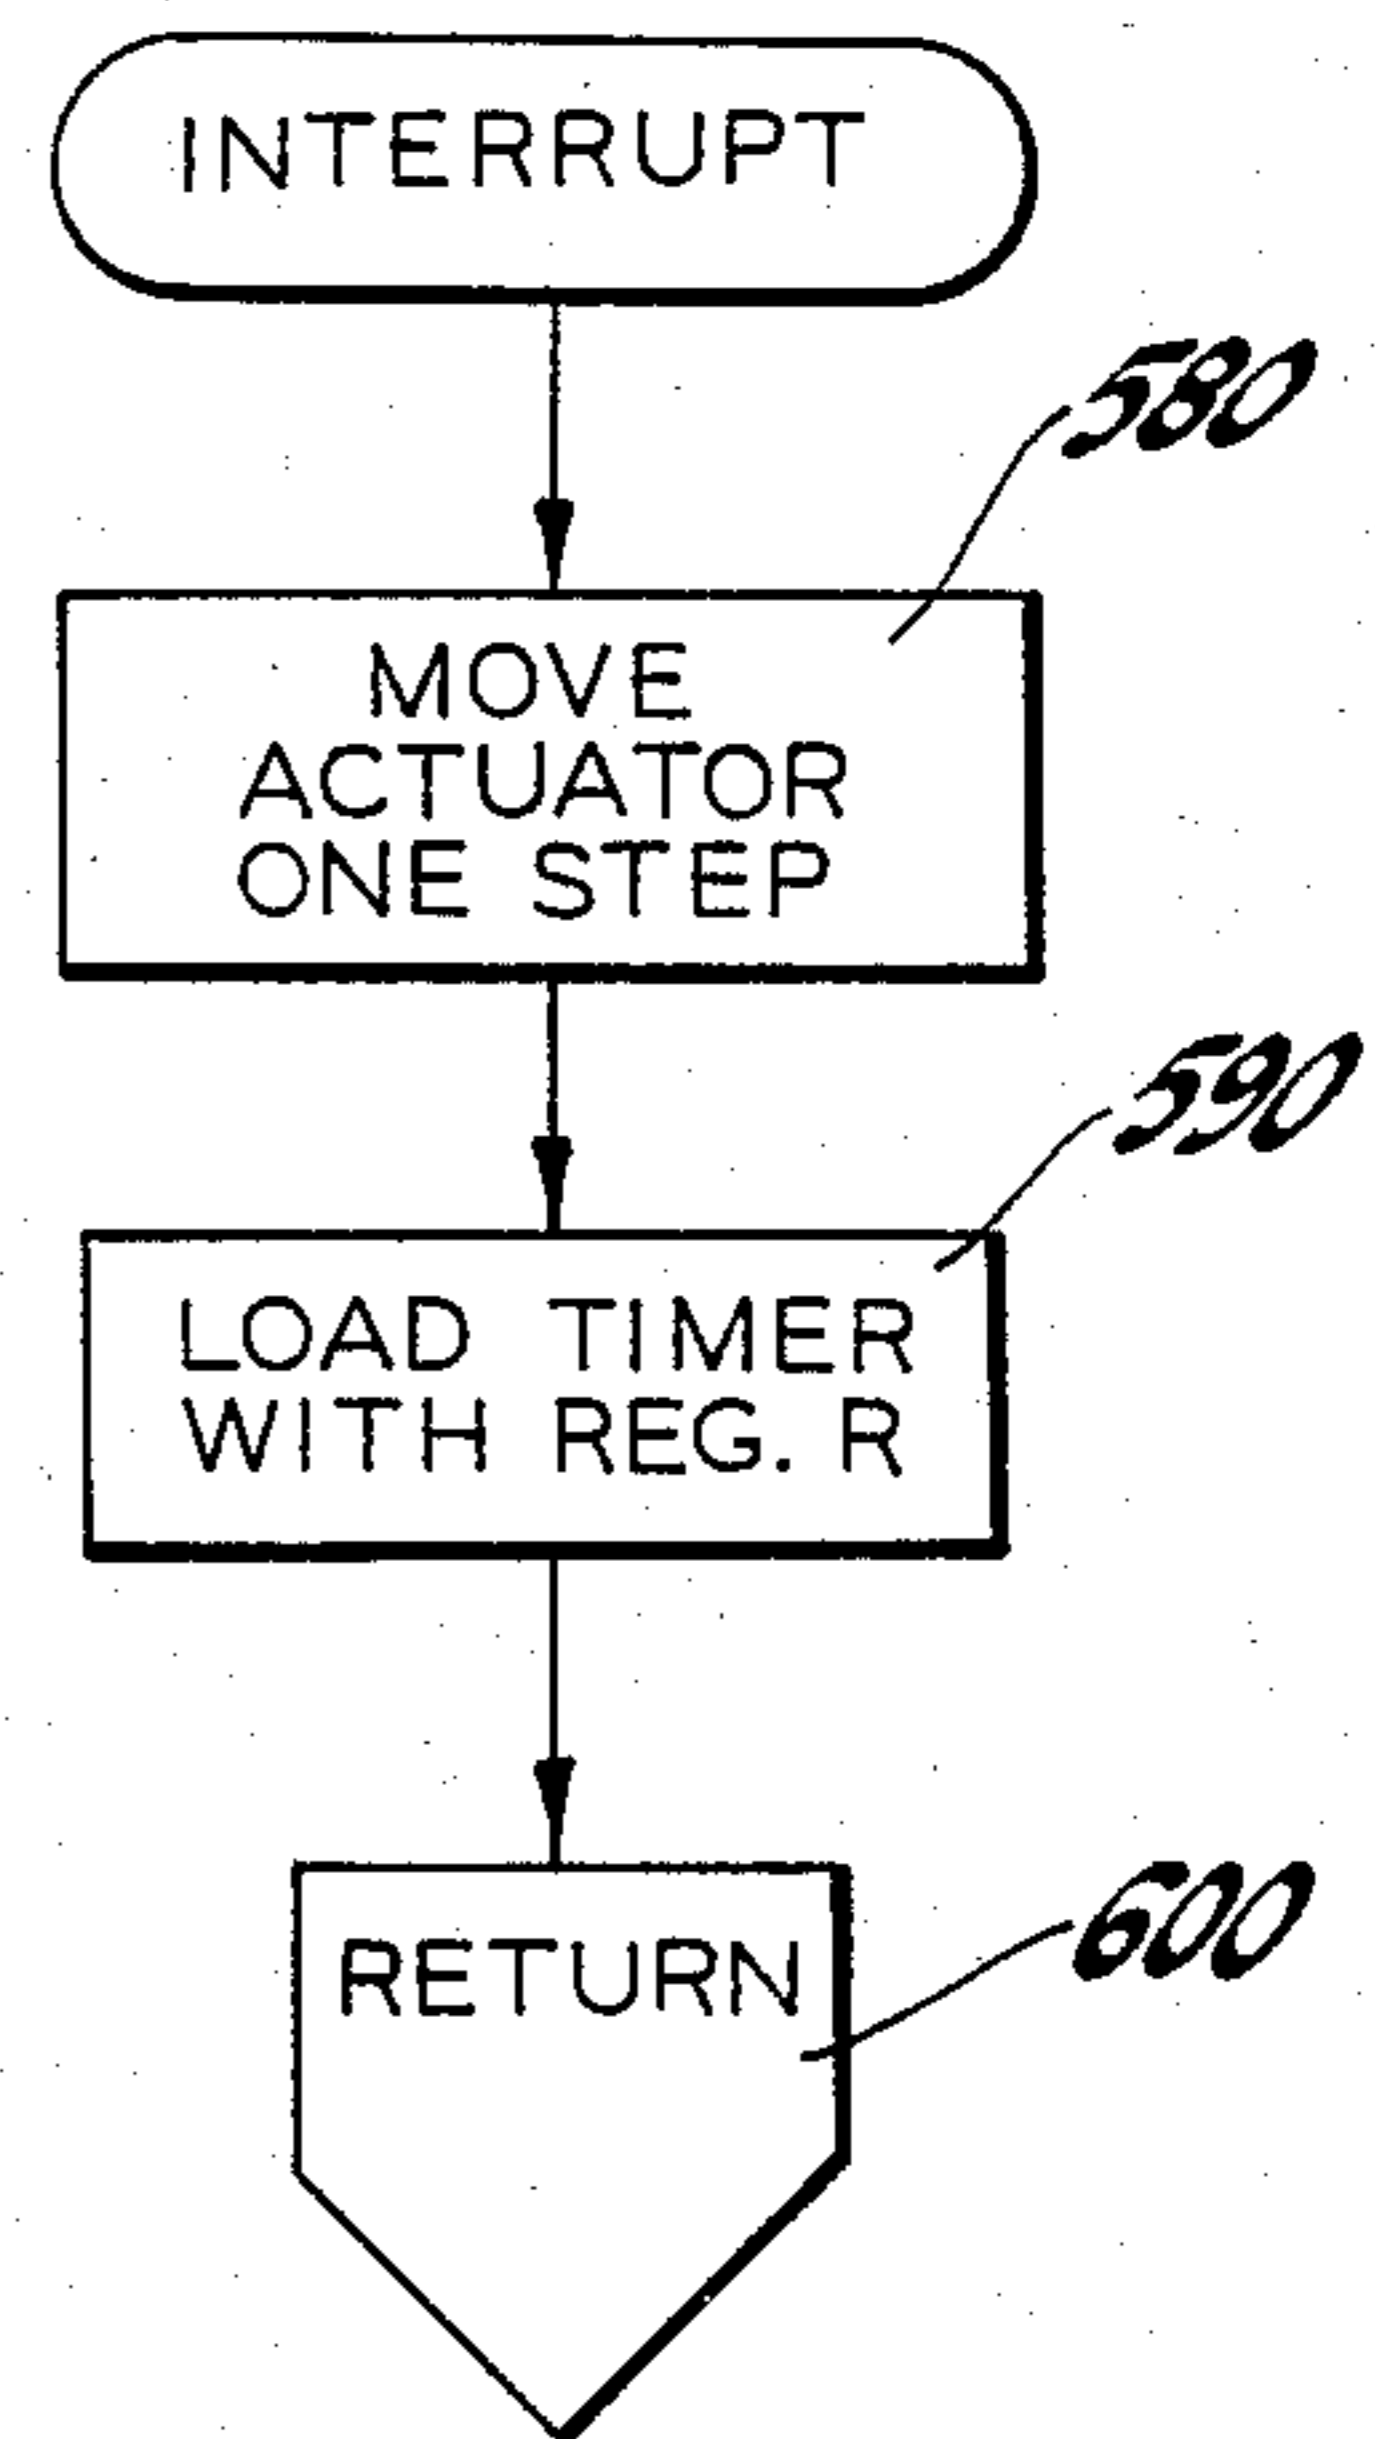 INTERRUPT
580
MOVE
ACTUATOR
ONE STEP
590
LOAD TIMER
WITH REG. R
RETURN
600